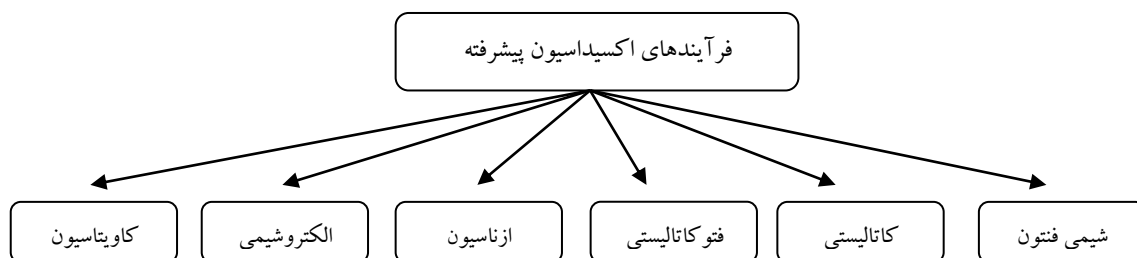 فرآیندهای اکسیداسیون پیشرفته
شیمی فنتون
کاتالیستی
فتوکاتالیستی
ازناسیون
الکتروشیمی
کاویتاسیون